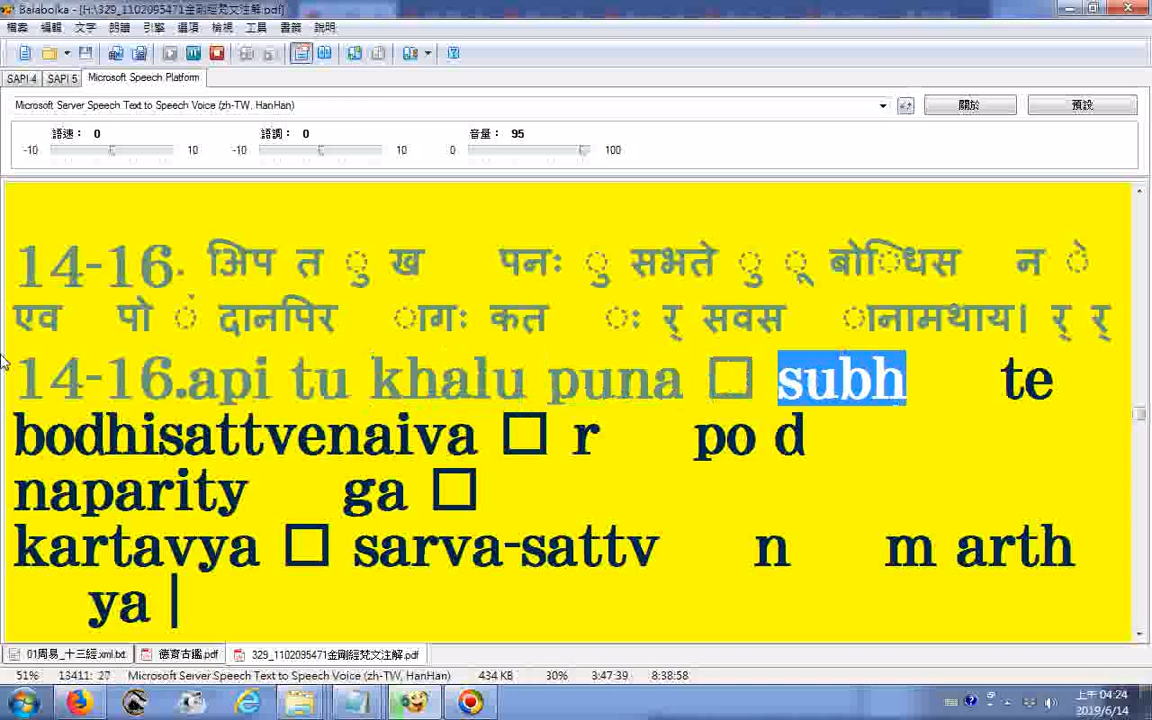 Balabolka - [H:\329_1102095471金剛經梵文注解.pdf]
檔案 編輯 文字 朗讀 引擎 選項 檢視 工具 書籤 說明
SAPI 4 SAPI 5 Microsoft Speech Platform
Microsoft Server Speech Text to Speech Voice (zh-TW, HanHan) 關於 預設
語速： 0 語調： 0 音量： 95
-10 10 -10 10 0 100
14-16. अिप त ु ख पनः ु सभते ु ू बोिधस न े
एव पो ं दानपिर ागः कत ः र् सवस ानामथाय। र् र्
14-16.api tu khalu puna □ subh te
bodhisattvenaiva □ r po d
naparity ga □
kartavya □ sarva-sattv n m arth
ya |
01周易_十三經.xml.txt 德育古鑑.pdf 329_1102095471金剛經梵文注解.pdf
51% 13411: 27 Microsoft Server Speech Text to Speech Voice (zh-TW, HanHan) 434 KB 30% 3:47:39 8:38:58
上午 04:24
2019/6/14